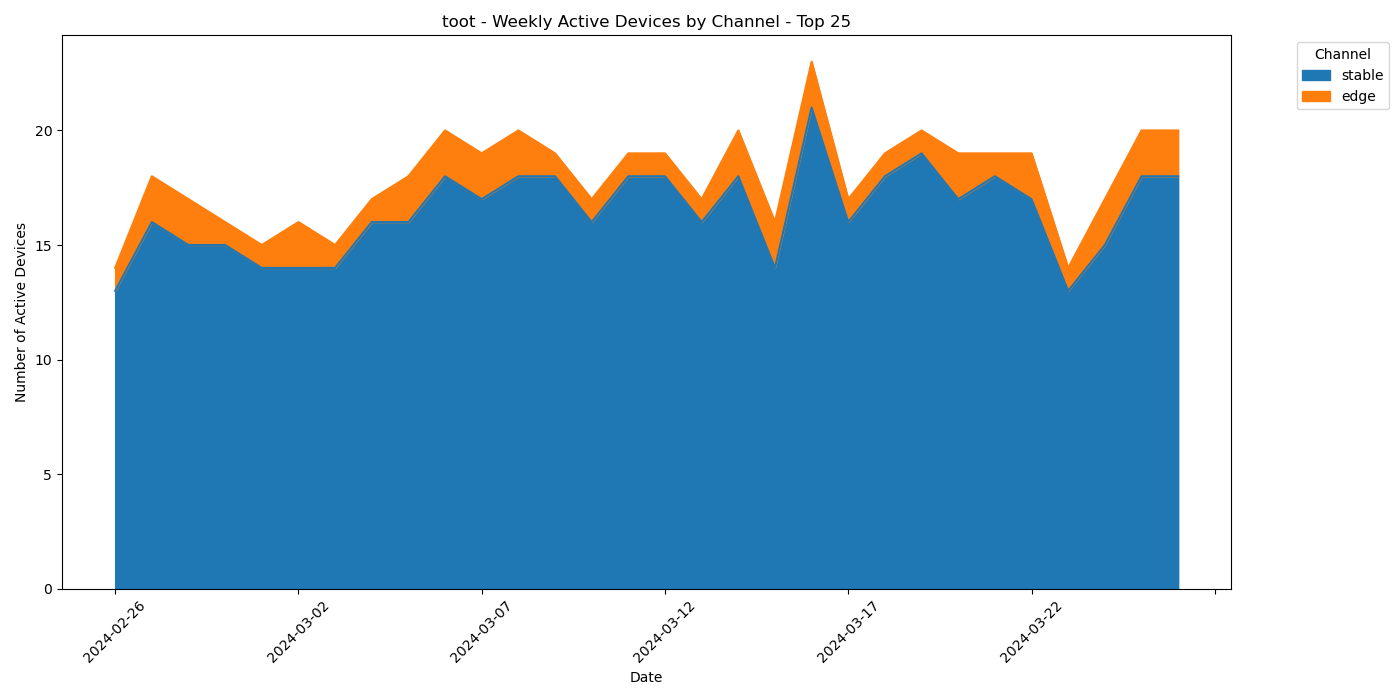 toot - Weekly Active Devices by Channel - Top 25
Channel
stable
edge
Number of Active Devices
20
15
10
5
0
2024-02-26
2024-03-02
2024-03-07
2024-03-12
2024-03-17
2024-03-22
Date